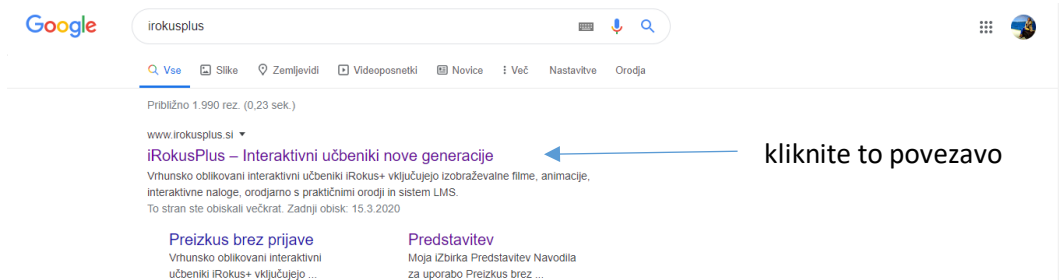 Google
irokusplus
Vse Slike Zemljevidi Videoposnetki Novice Več Nastavitve Orodja
Približno 1.990 rez. (0,23 sek.)
www.irokusplus.si
iRokusPlus – Interaktivni učbeniki nove generacije
kliknite to povezavo
Vrhunsko oblikovani interaktivni učbeniki iRokus+ vključujejo izobraževalne filme, animacije,
interaktivne naloge, orodjarno s praktičnimi orodji in sistem LMS.
To stran ste obiskali večkrat. Zadnji obisk: 15.3.2020
Preizkus brez prijave Predstavitev
Vrhunsko oblikovani interaktivni Moja iZbirka Predstavitev Navodila
učbeniki iRokus+ vključujejo ... za uporabo Preizkus brez ...